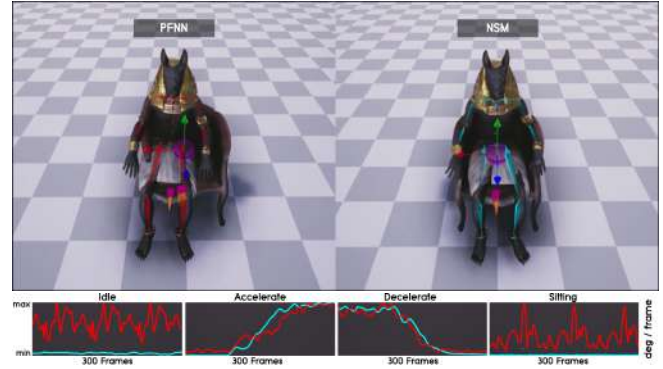 PFNN
NSM
Idle
Accelerate
Decelerate
Sitting
max
min
deg / frame
300 Frames
300 Frames
300 Frames
300 Frames